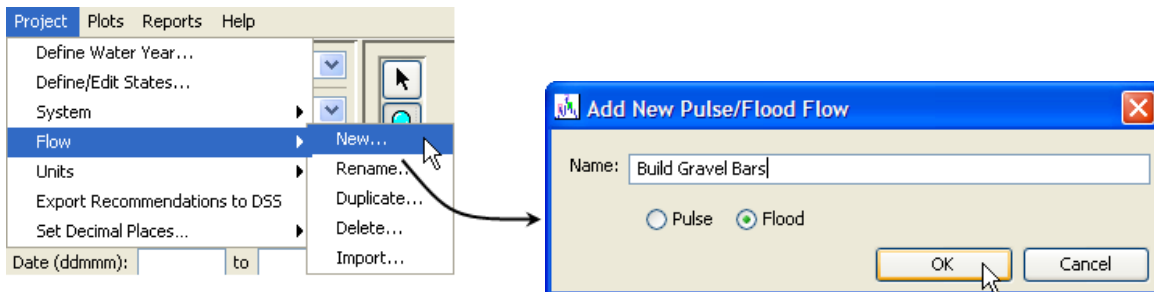 Project Plots Reports Help
Define Water Year...
Define/Edit States...
System
Flow
Units
Export Recommendations to DSS
Set Decimal Places...
Date (ddmmm): to
New...
Rename...
Duplicate...
Delete...
Import...
Add New Pulse/Flood Flow
Name: Build Gravel Bars
Pulse Flood
OK Cancel